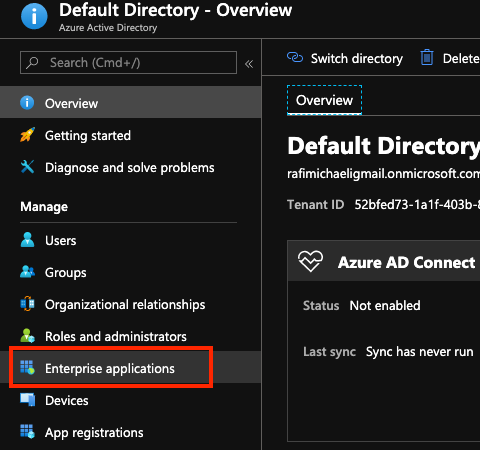 Default Directory - Overview
Azure Active Directory
Search (Cmd+/)
«
Overview
Getting started
Diagnose and solve problems
Manage
Users
Groups
Organizational relationships
Roles and administrators
Enterprise applications
Devices
App registrations
Switch directory
Delete
Overview
Default Directory
rafimichaeligmail.onmicrosoft.com
Tenant ID 52bfed73-1a1f-403b-
Azure AD Connect
Status Not enabled
Last sync Sync has never run